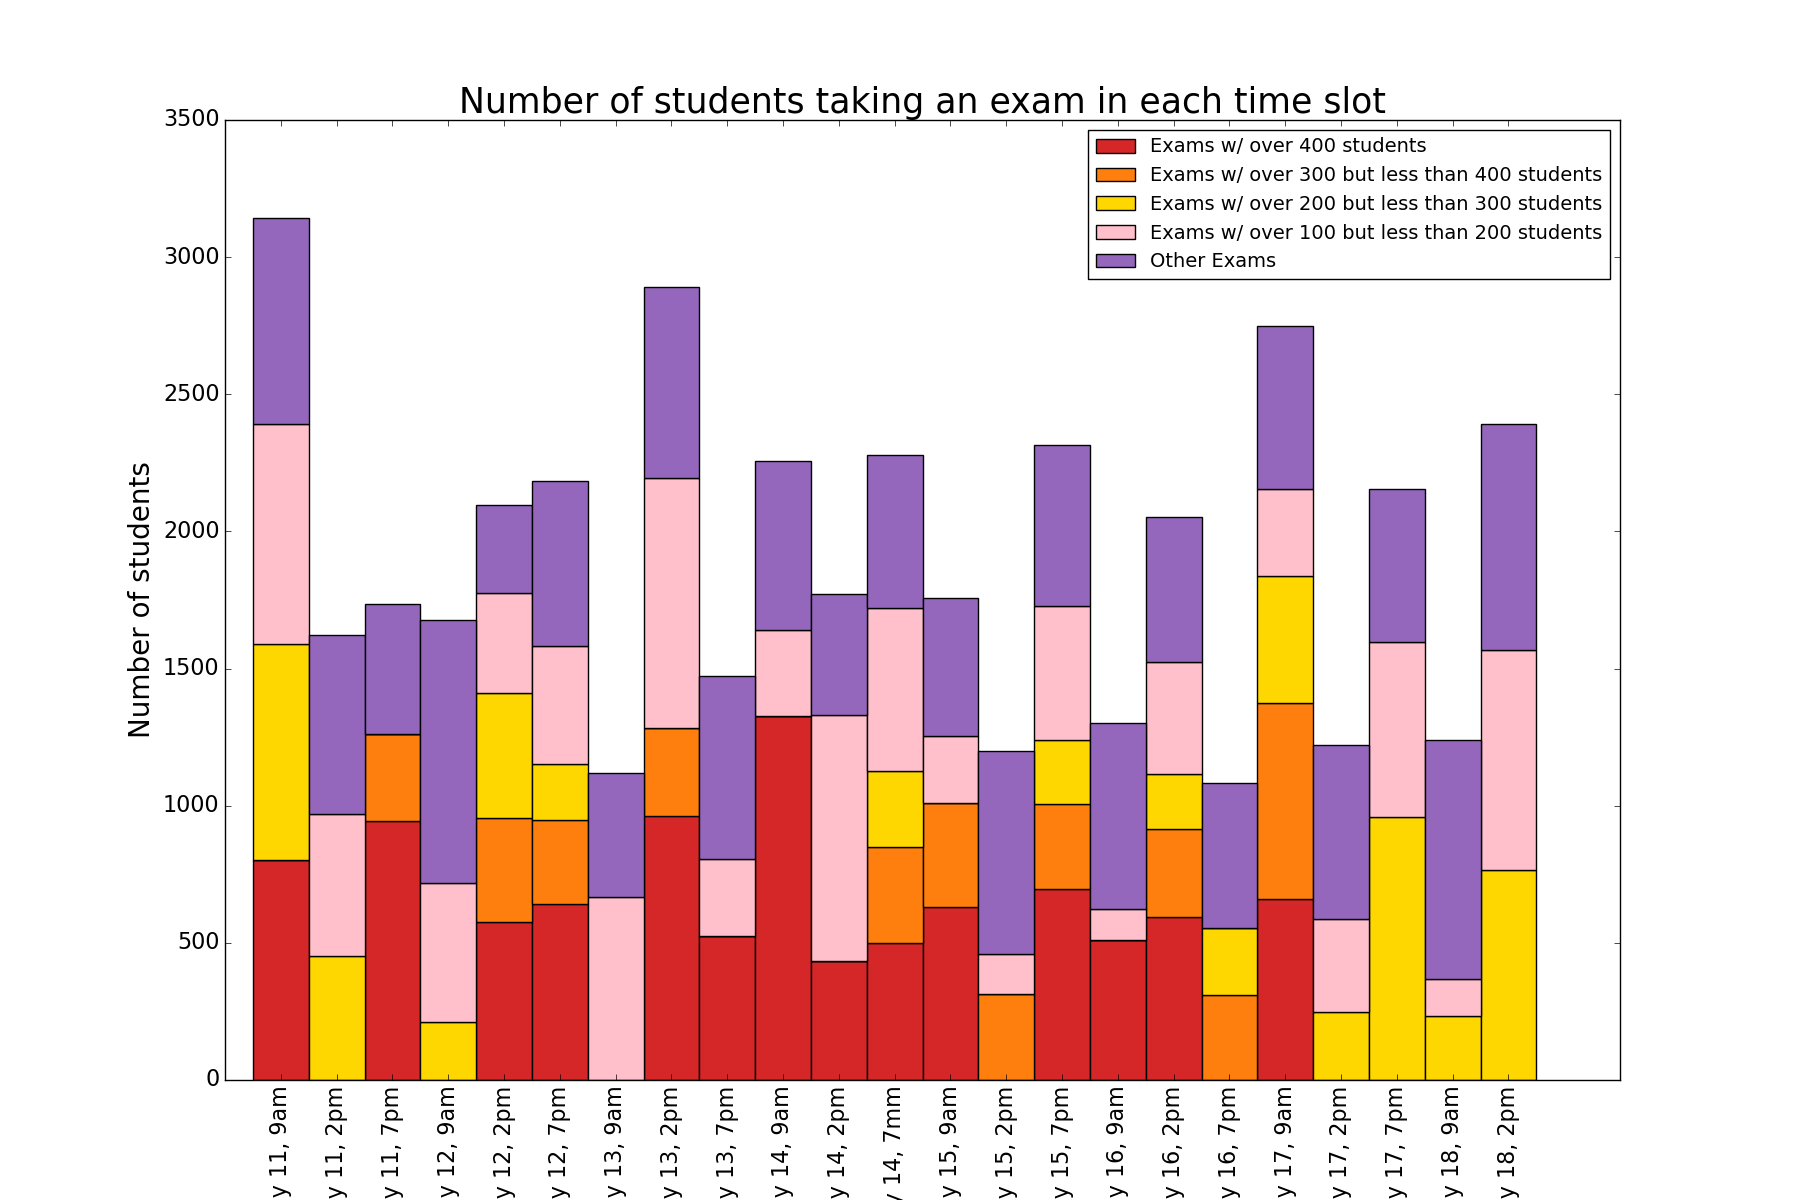 Number of students taking an exam in each time slot
3500
3000
2500
2000
1500
1000
500
0
Number of students
Exams w/ over 400 students
Exams w/ over 300 but less than 400 students
Exams w/ over 200 but less than 300 students
Exams w/ over 100 but less than 200 students
Other Exams
y 11, 9am
y 11, 2pm
y 11, 7pm
y 12, 9am
y 12, 2pm
y 12, 7pm
y 13, 9am
y 13, 2pm
y 13, 7pm
y 14, 9am
y 14, 2pm
y 14, 7mm
y 15, 9am
y 15, 2pm
y 15, 7pm
y 16, 9am
y 16, 2pm
y 16, 7pm
y 17, 9am
y 17, 2pm
y 17, 7pm
y 18, 9am
y 18, 2pm